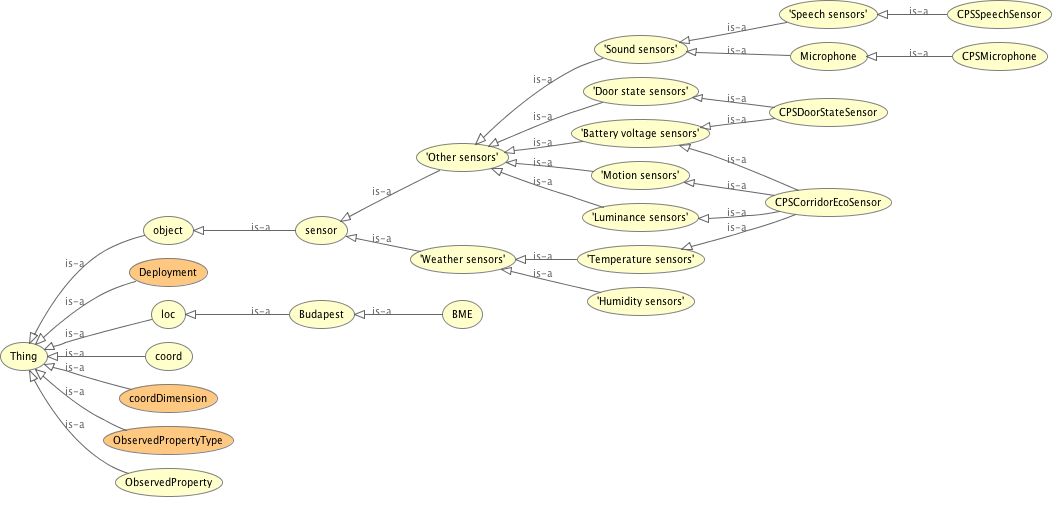 'Speech sensors'
is-a
CPSSpeechSensor
is-a
'Sound sensors'
is-a
Microphone
is-a
CPSMicrophone
is-a
'Door state sensors'
is-a
CPSDoorStateSensor
is-a
is-a
'Battery voltage sensors'
is-a
'Other sensors'
is-a
is-a
'Motion sensors'
is-a
is-a
CPSCorridorEcoSensor
is-a
is-a
'Luminance sensors'
is-a
is-a
object
is-a
sensor
is-a
'Weather sensors'
is-a
'Temperature sensors'
is-a
is-a
Deployment
is-a
'Humidity sensors'
is-a
loc
is-a
Budapest
is-a
BME
is-a
Thing
is-a
coord
is-a
coordDimension
is-a
ObservedPropertyType
is-a
ObservedProperty